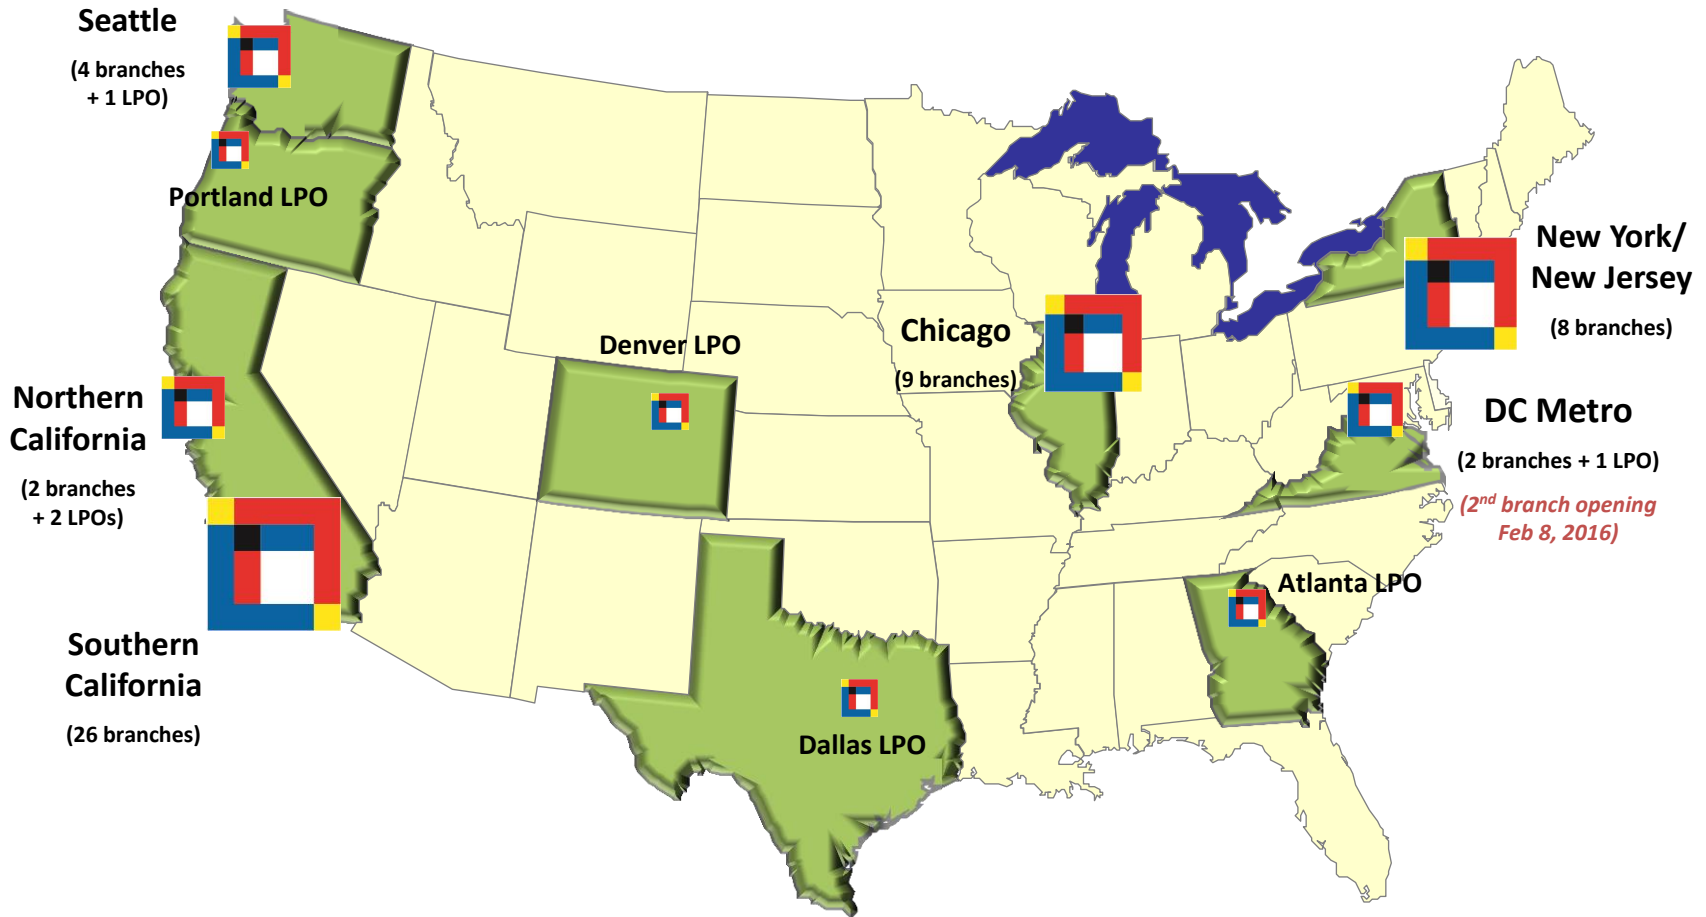 Seattle
(4 branches
+ 1 LPO)
Portland LPO
Northern
California
(2 branches
+ 2 LPOs)
Southern
California
(26 branches)
Denver LPO
Dallas LPO
Chicago
(9 branches)
New York/
New Jersey
(8 branches)
DC Metro
(2 branches + 1 LPO)
(2nd branch opening
Feb 8, 2016)
Atlanta LPO